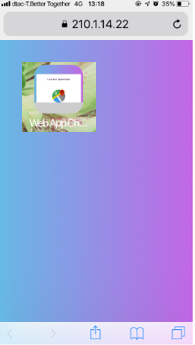 dtac-T.Better Together 4G 13:18 35%
210.1.14.22
Web App Ch...